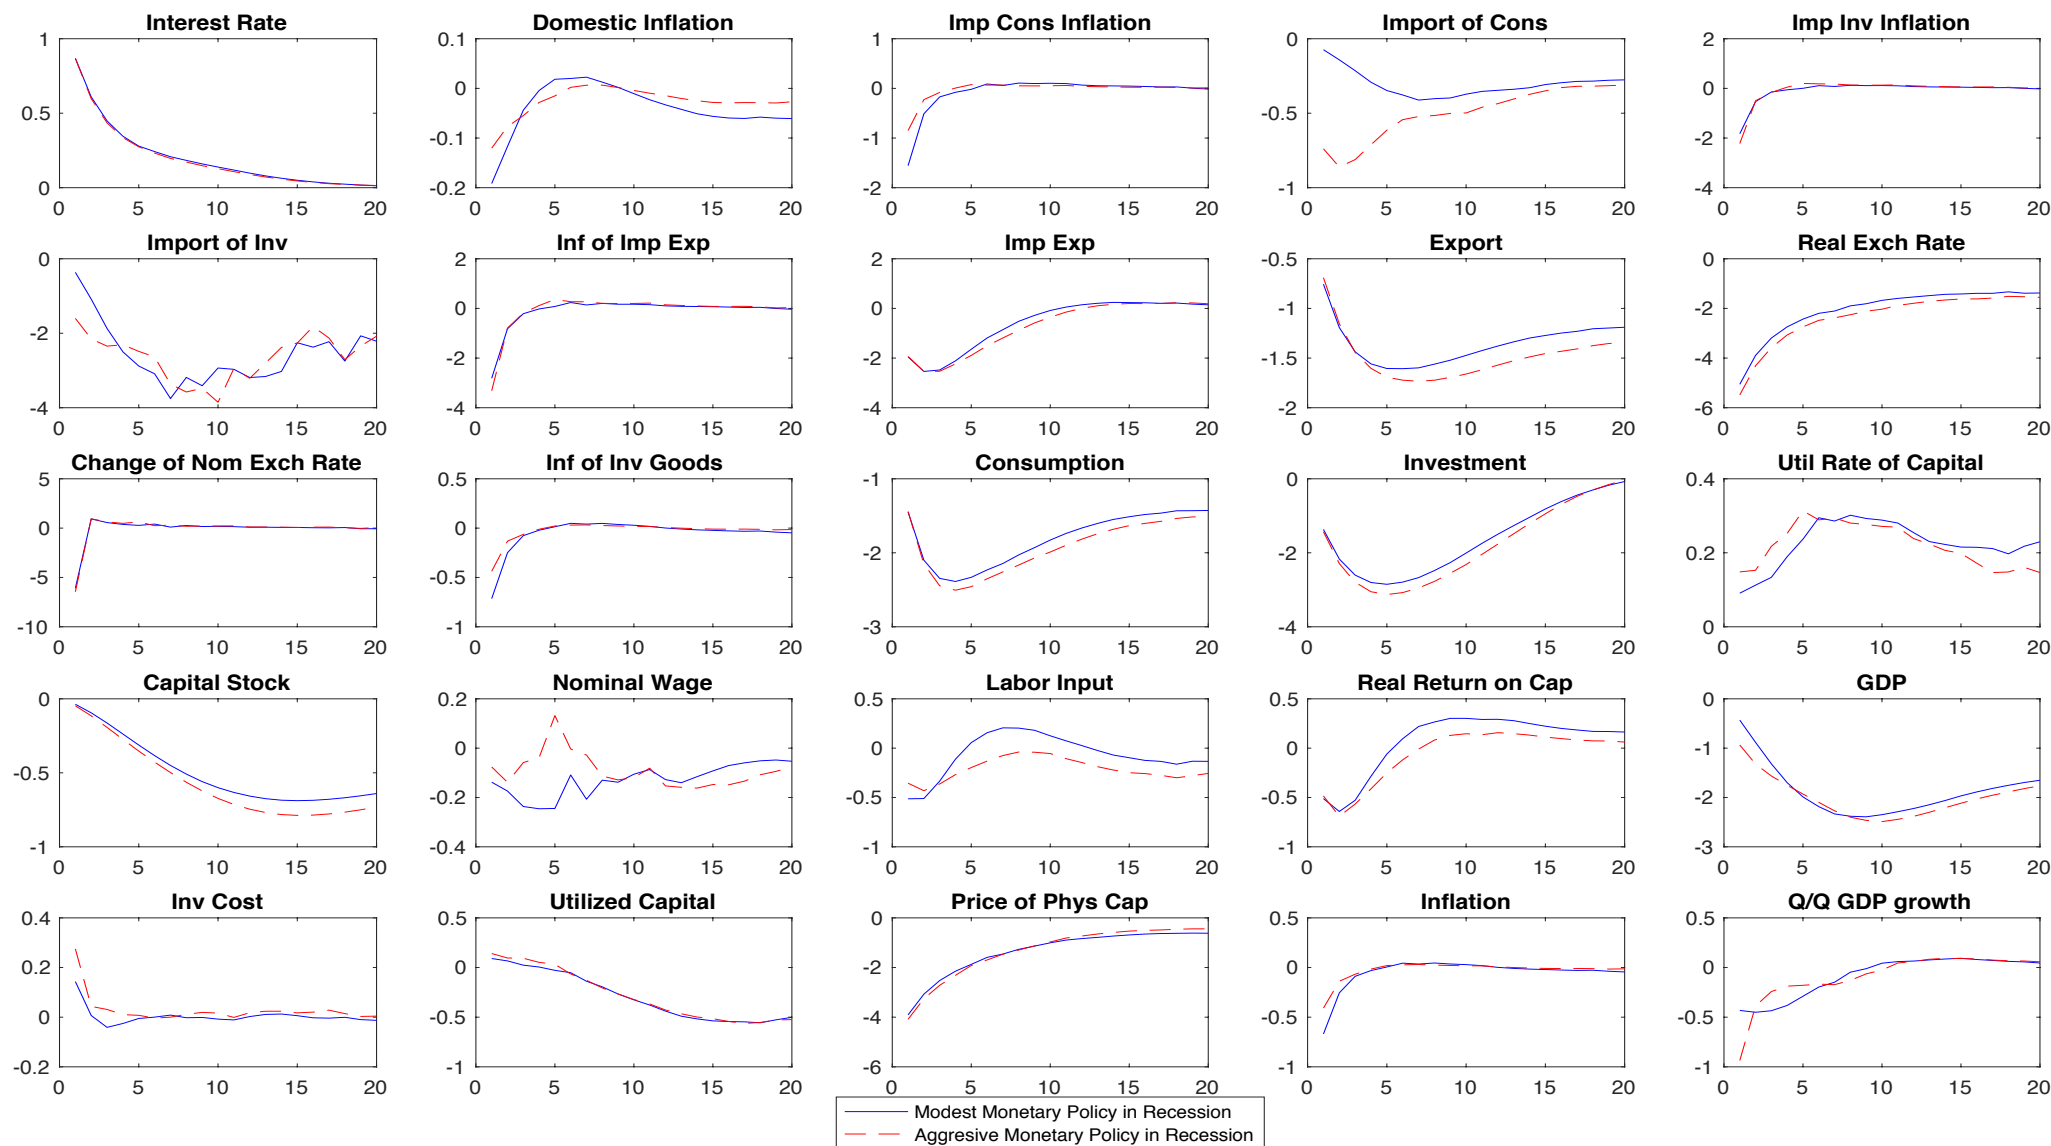 Interest Rate
Domestic Inflation
Imp Cons Inflation
Import of Cons
Imp Inv Inflation
1
0.5
0
0 5 10 15 20
0.1
0
-0.1
-0.2
0 5 10 15 20
1
0
-1
-2
0 5 10 15 20
0
-0.5
-1
0 5 10 15 20
2
0
-2
-4
0 5 10 15 20
Import of Inv
Inf of Imp Exp
Imp Exp
Export
Real Exch Rate
0
-2
-4
0 5 10 15 20
2
0
-2
-4
0 5 10 15 20
2
0
-2
-4
0 5 10 15 20
-0.5
-1
-1.5
-2
0 5 10 15 20
0
-2
-4
-6
0 5 10 15 20
Change of Nom Exch Rate
Inf of Inv Goods
Consumption
Investment
Util Rate of Capital
5
0
-5
-10
0 5 10 15 20
0.5
0
-0.5
-1
0 5 10 15 20
-1
-2
-3
0 5 10 15 20
0
-2
-4
0 5 10 15 20
0.4
0.2
0
0 5 10 15 20
Capital Stock
Nominal Wage
Labor Input
Real Return on Cap
GDP
0
-0.5
-1
0 5 10 15 20
0.2
0
-0.2
-0.4
0 5 10 15 20
0.5
0
-0.5
-1
0 5 10 15 20
0.5
0
-0.5
-1
0 5 10 15 20
0
-1
-2
-3
0 5 10 15 20
Inv Cost
Utilized Capital
Price of Phys Cap
Inflation
Q/Q GDP growth
0.4
0.2
0
-0.2
0 5 10 15 20
0.5
0
-0.5
-1
0 5 10 15 20
0
-2
-4
-6
0 5 10 15 20
0.5
0
-0.5
-1
0 5 10 15 20
0.5
0
-0.5
-1
0 5 10 15 20
Modest Monetary Policy in Recession
Aggresive Monetary Policy in Recession